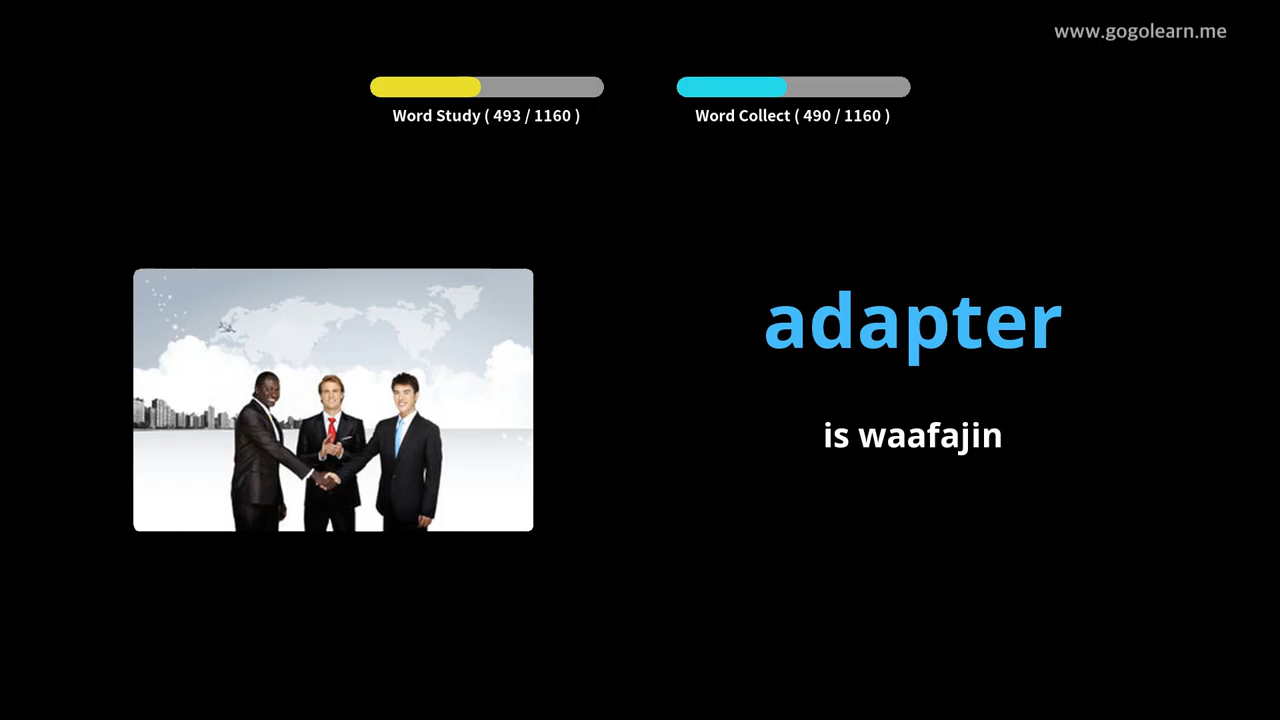 www.gogolearn.me
Word Study ( 493 / 1160 )
Word Collect ( 490 / 1160 )
adapter
is waafajin